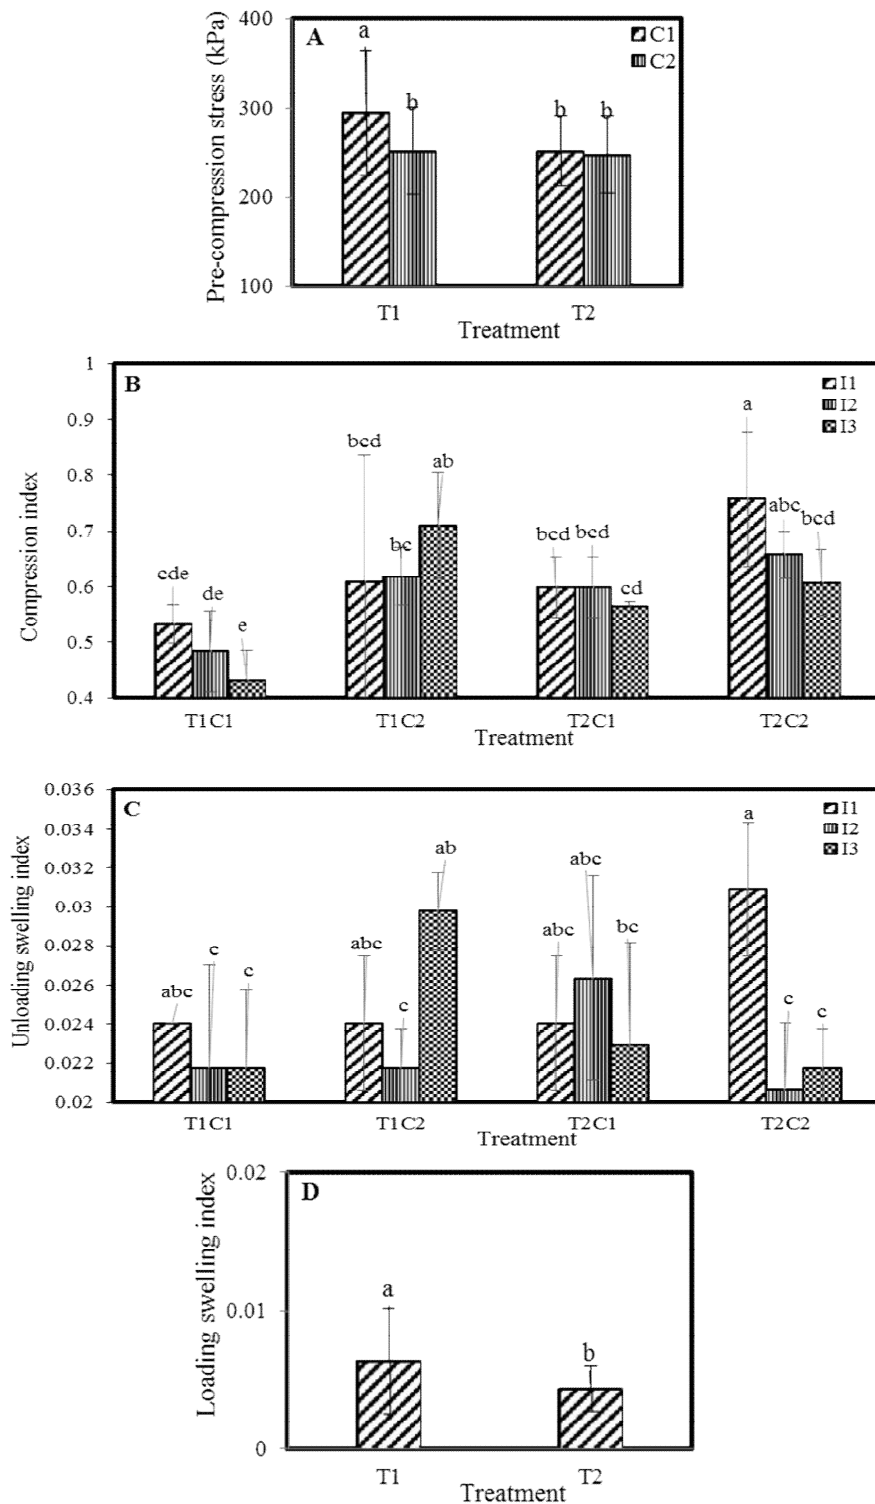 400
300
200
100
Pre-compression stress (kPa)
A
C1
C2
a
b
b
b
T1
T2
Treatment
1
0.9
0.8
0.7
0.6
0.5
0.4
Compression index
B
I1
I2
I3
cde
de
e
bcd
bc
ab
bcd
bcd
cd
a
abc
bcd
T1C1
T1C2
T2C1
T2C2
Treatment
0.036
0.034
0.032
0.03
0.028
0.026
0.024
0.022
0.02
Unloading swelling index
C
I1
I2
I3
abc
c
c
abc
c
ab
abc
abc
bc
a
c
c
T1C1
T1C2
T2C1
T2C2
Treatment
0.02
0.01
0
Loading swelling index
D
a
b
T1
T2
Treatment